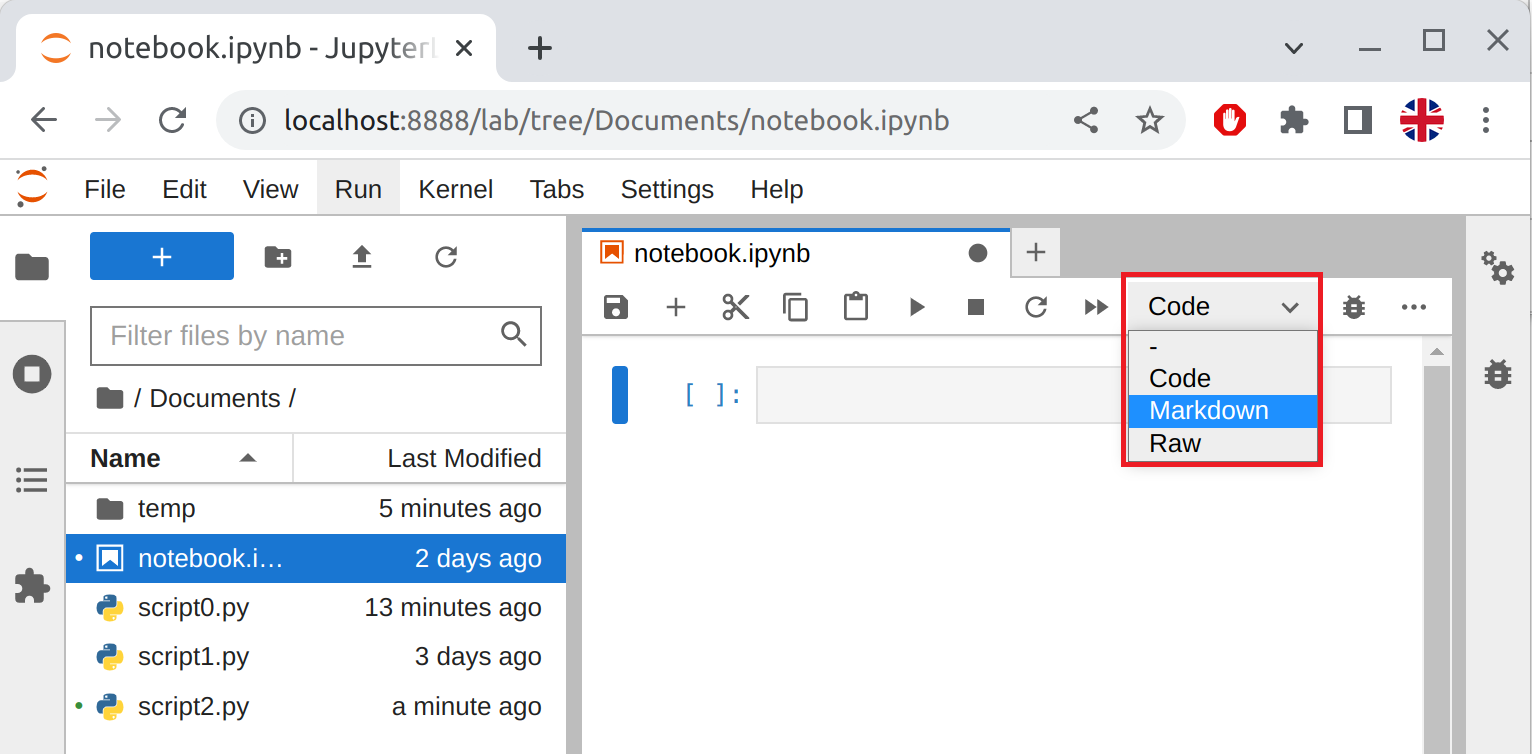 notebook.ipynb - Jupyter
localhost:8888/lab/tree/Documents/notebook.ipynb
File Edit View Run Kernel Tabs Settings Help
Filter files by name
/ Documents /
Name Last Modified
temp 5 minutes ago
notebook.i… 2 days ago
script0.py 13 minutes ago
script1.py 3 days ago
script2.py a minute ago
notebook.ipynb
Code
-
Code
Markdown
Raw
[ ]: